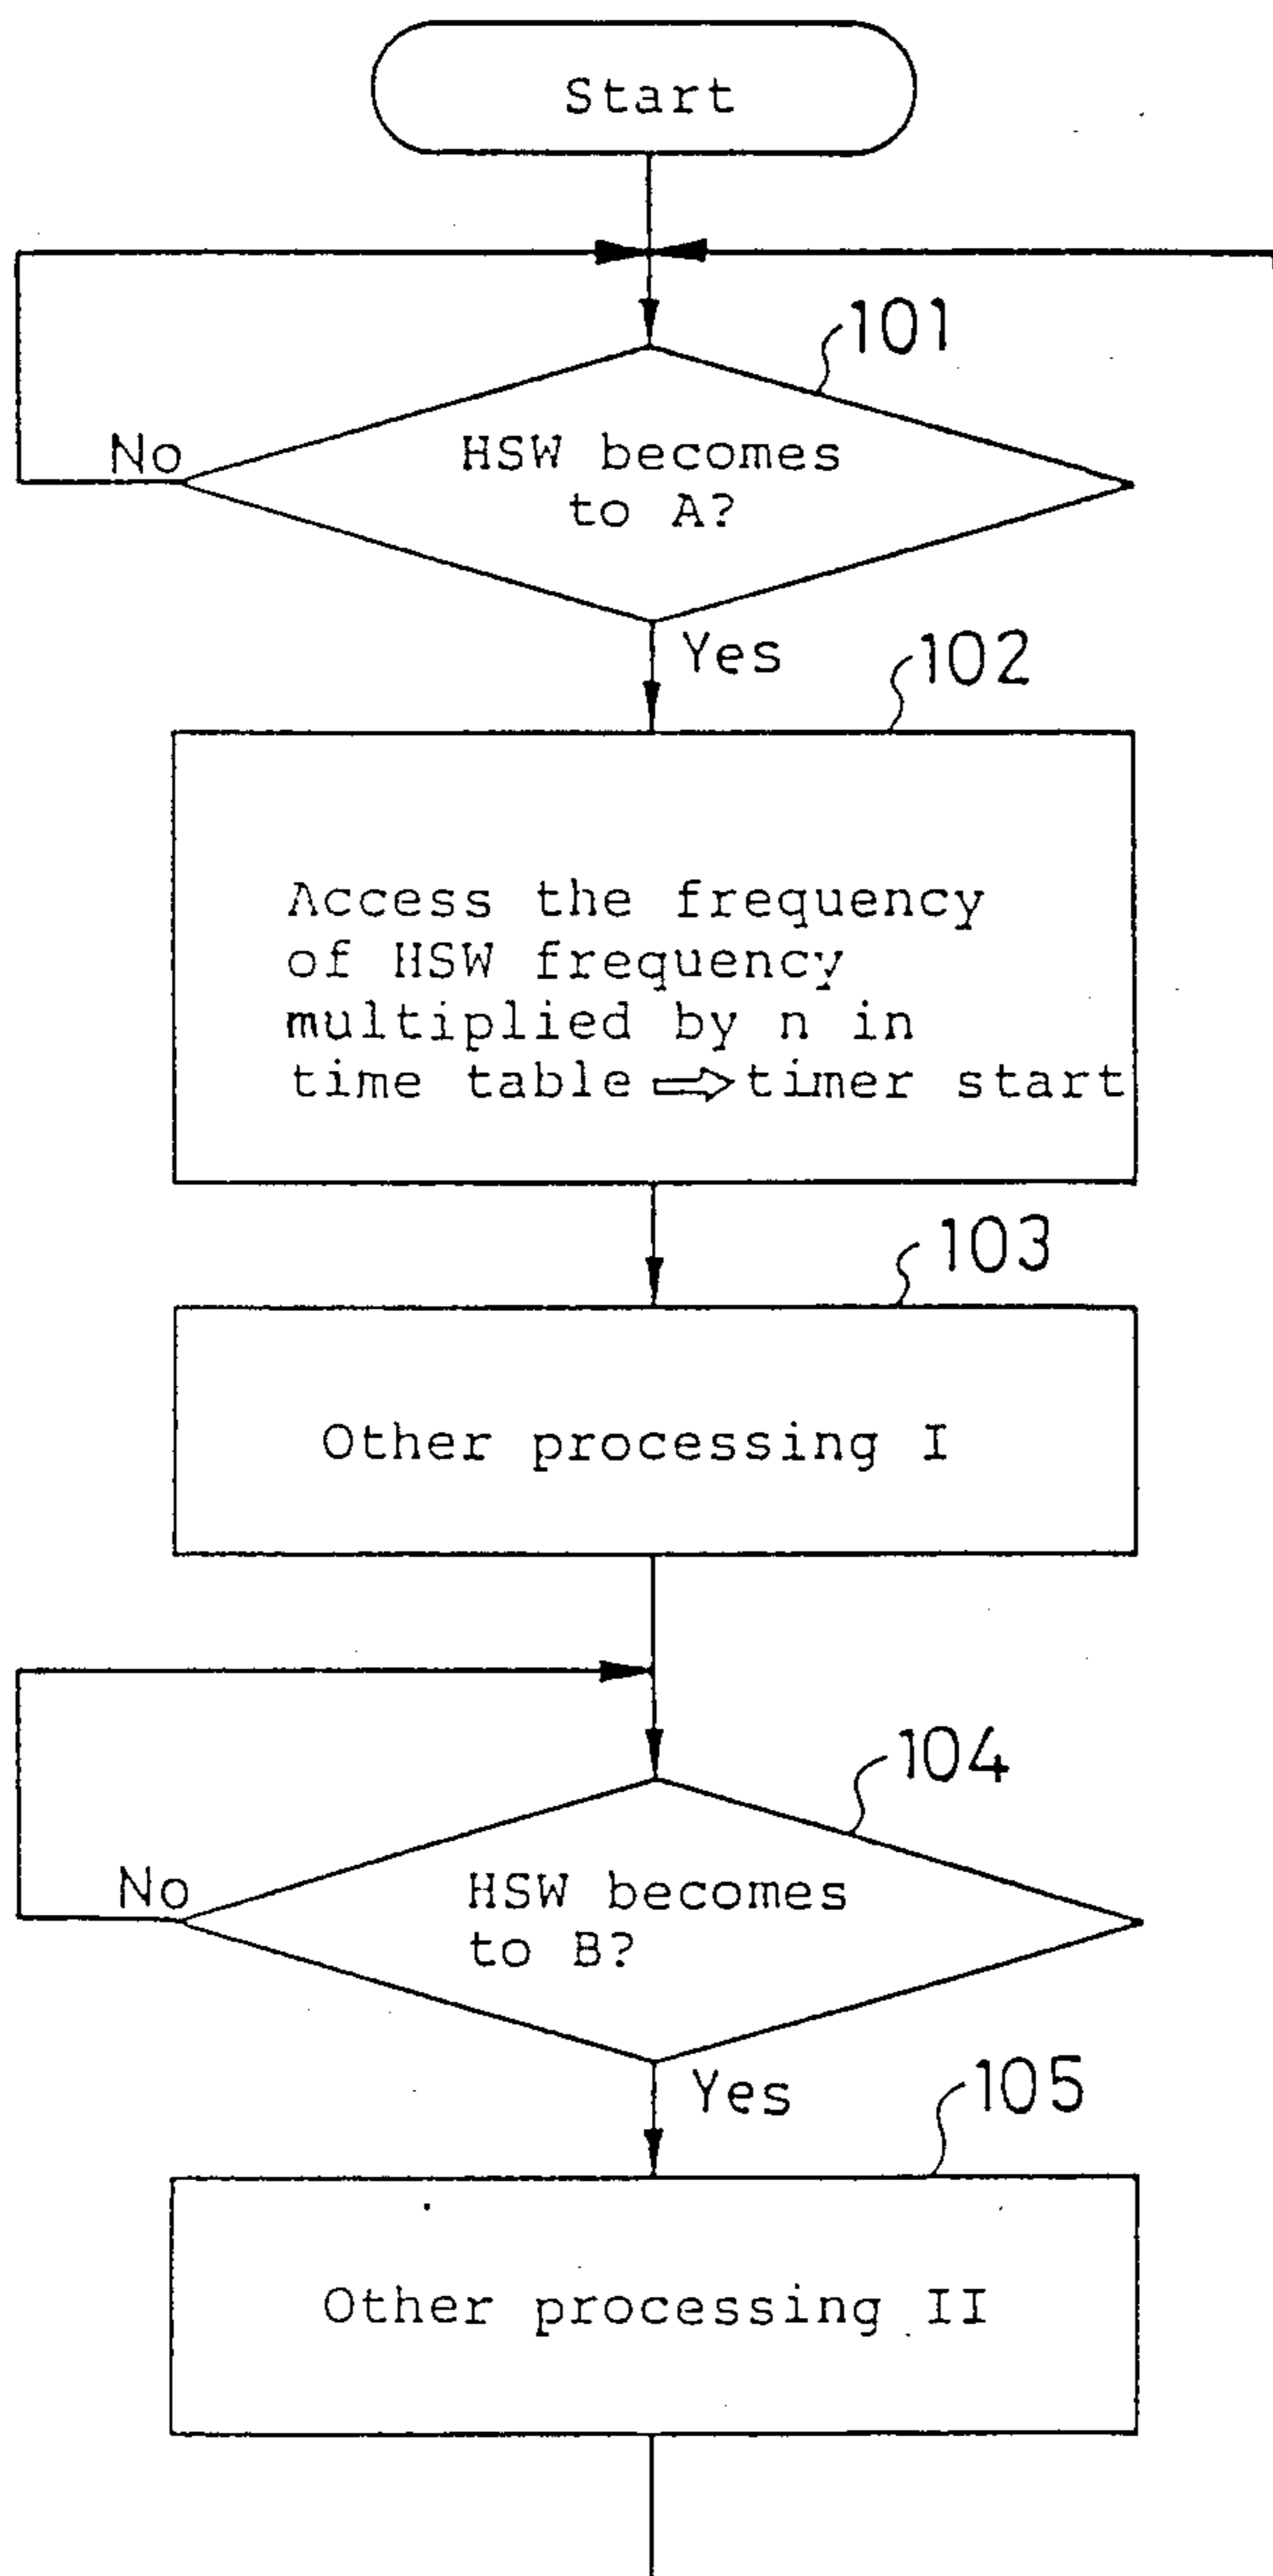 Start
101
No
HSW becomes
to A?
Yes
102
Access the frequency
of HSW frequency
multiplied by n in
time table ⇨ timer start
103
Other processing I
104
No
HSW becomes
to B?
Yes
105
Other processing II